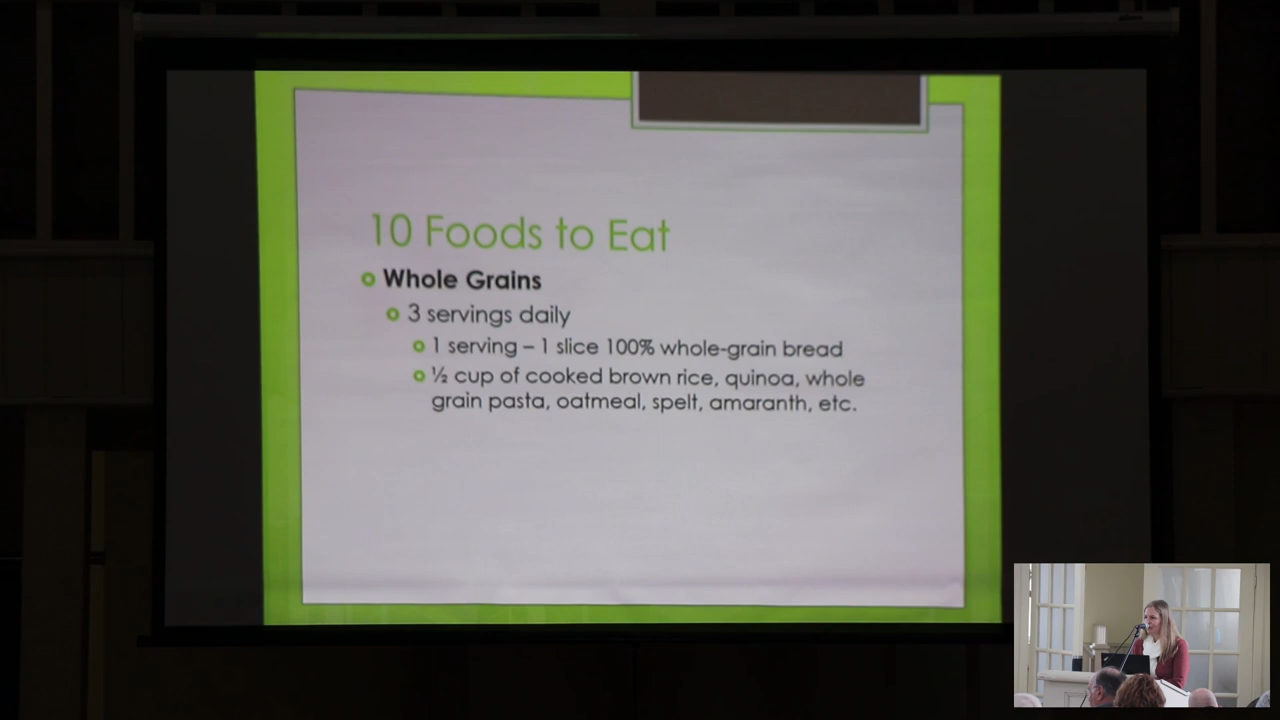 10 Foods to Eat
Whole Grains
3 servings daily
1 serving – 1 slice 100% whole-grain bread
½ cup of cooked brown rice, quinoa, whole
grain pasta, oatmeal, spelt, amaranth, etc.